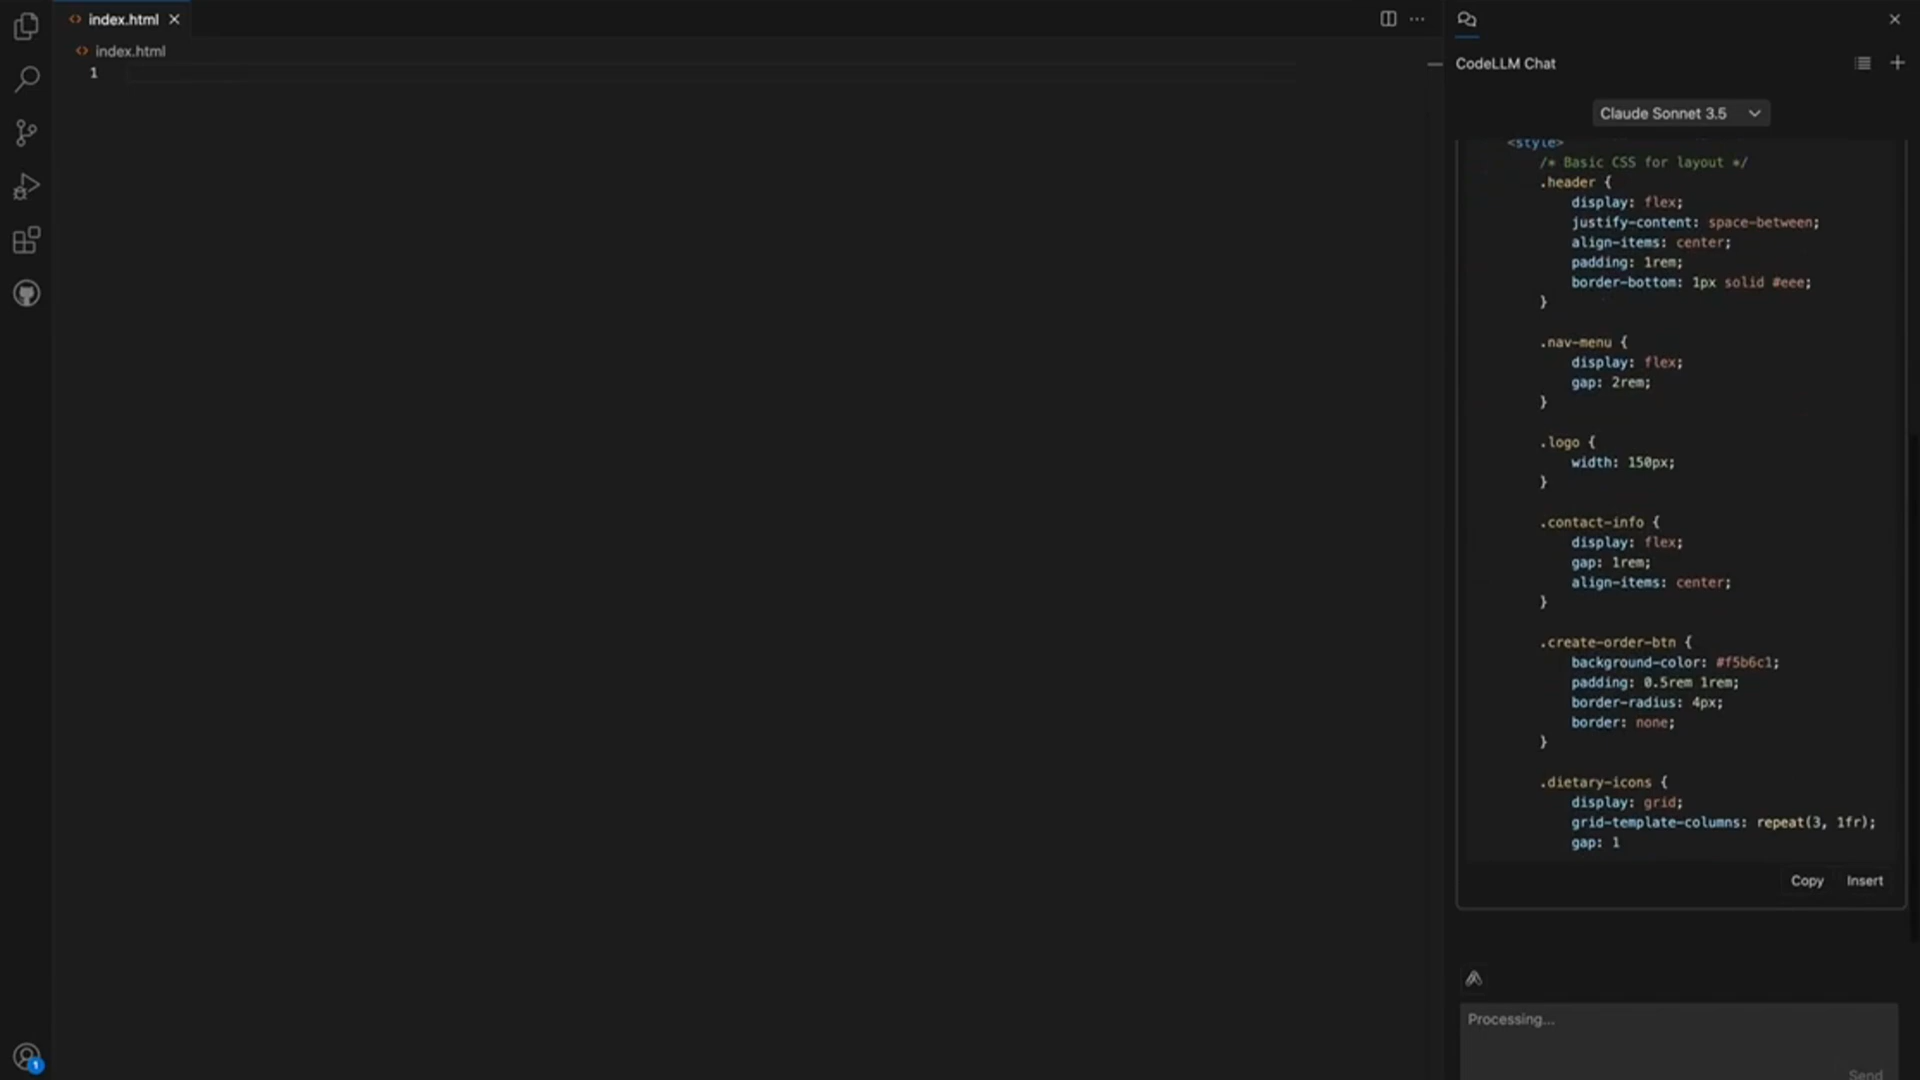 index.html
index.html
1
CodeLLM Chat
Claude Sonnet 3.5
<style>
/* Basic CSS for layout */
.header {
display: flex;
justify-content: space-between;
align-items: center;
padding: 1rem;
border-bottom: 1px solid #eee;
}
.nav-menu {
display: flex;
gap: 2rem;
}
.logo {
width: 150px;
}
.contact-info {
display: flex;
gap: 1rem;
align-items: center;
}
.create-order-btn {
background-color: #f5b6c1;
padding: 0.5rem 1rem;
border-radius: 4px;
border: none;
}
.dietary-icons {
display: grid;
grid-template-columns: repeat(3, 1fr);
gap: 1
Copy Insert
Processing...
Send
1